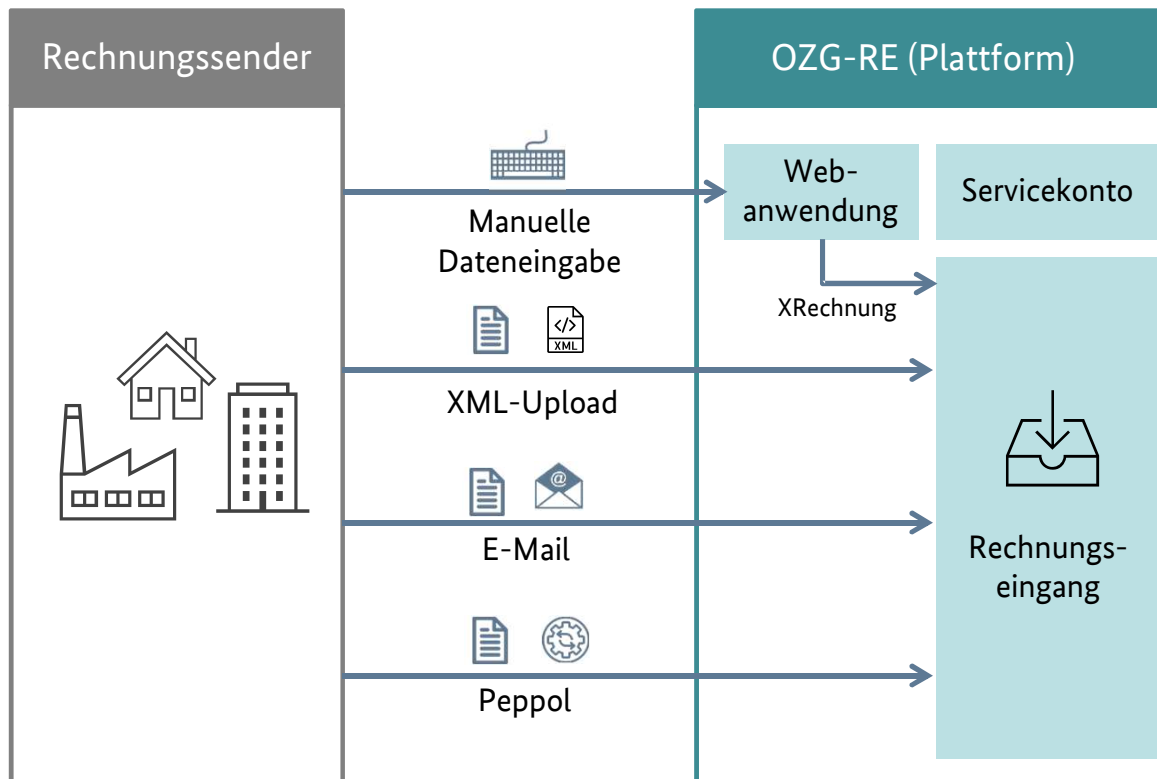 Rechnungssender
OZG-RE (Plattform)
Web-
anwendung
Servicekonto
Manuelle
Dateneingabe
XRechnung
</>
XML
XML-Upload
@
E-Mail
Rechnungs-
eingang
Peppol